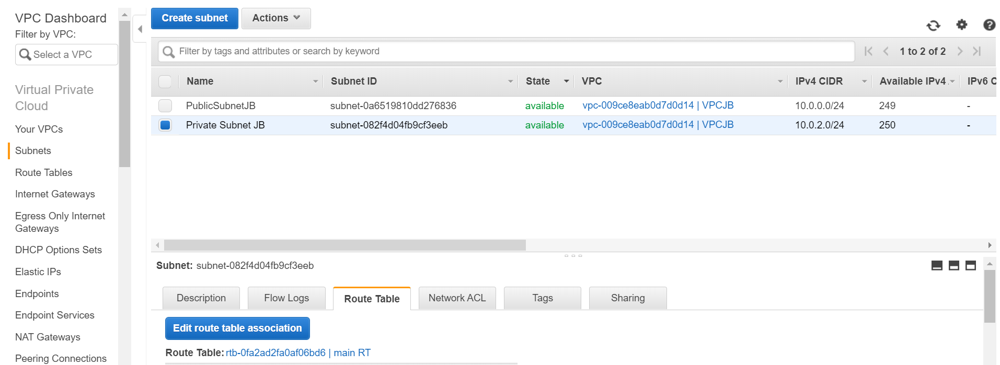 VPC Dashboard
Filter by VPC:
Select a VPC
Virtual Private
Cloud
Your VPCs
Subnets
Route Tables
Internet Gateways
Egress Only Internet
Gateways
DHCP Options Sets
Elastic IPs
Endpoints
Endpoint Services
NAT Gateways
Peering Connections
Create subnet Actions
Filter by tags and attributes or search by keyword 1 to 2 of 2
Name Subnet ID State VPC IPv4 CIDR Available IPv4 IPv6 C
PublicSubnetJB subnet-0a6519810dd276836 available vpc-009ce8eab0d7d0d14 | VPCJB 10.0.0.0/24 249 -
Private Subnet JB subnet-082f4d04fb9cf3eeb available vpc-009ce8eab0d7d0d14 | VPCJB 10.0.2.0/24 250 -
Subnet: subnet-082f4d04fb9cf3eeb
Description Flow Logs Route Table Network ACL Tags Sharing
Edit route table association
Route Table: rtb-0fa2ad2fa0af06bd6 | main RT